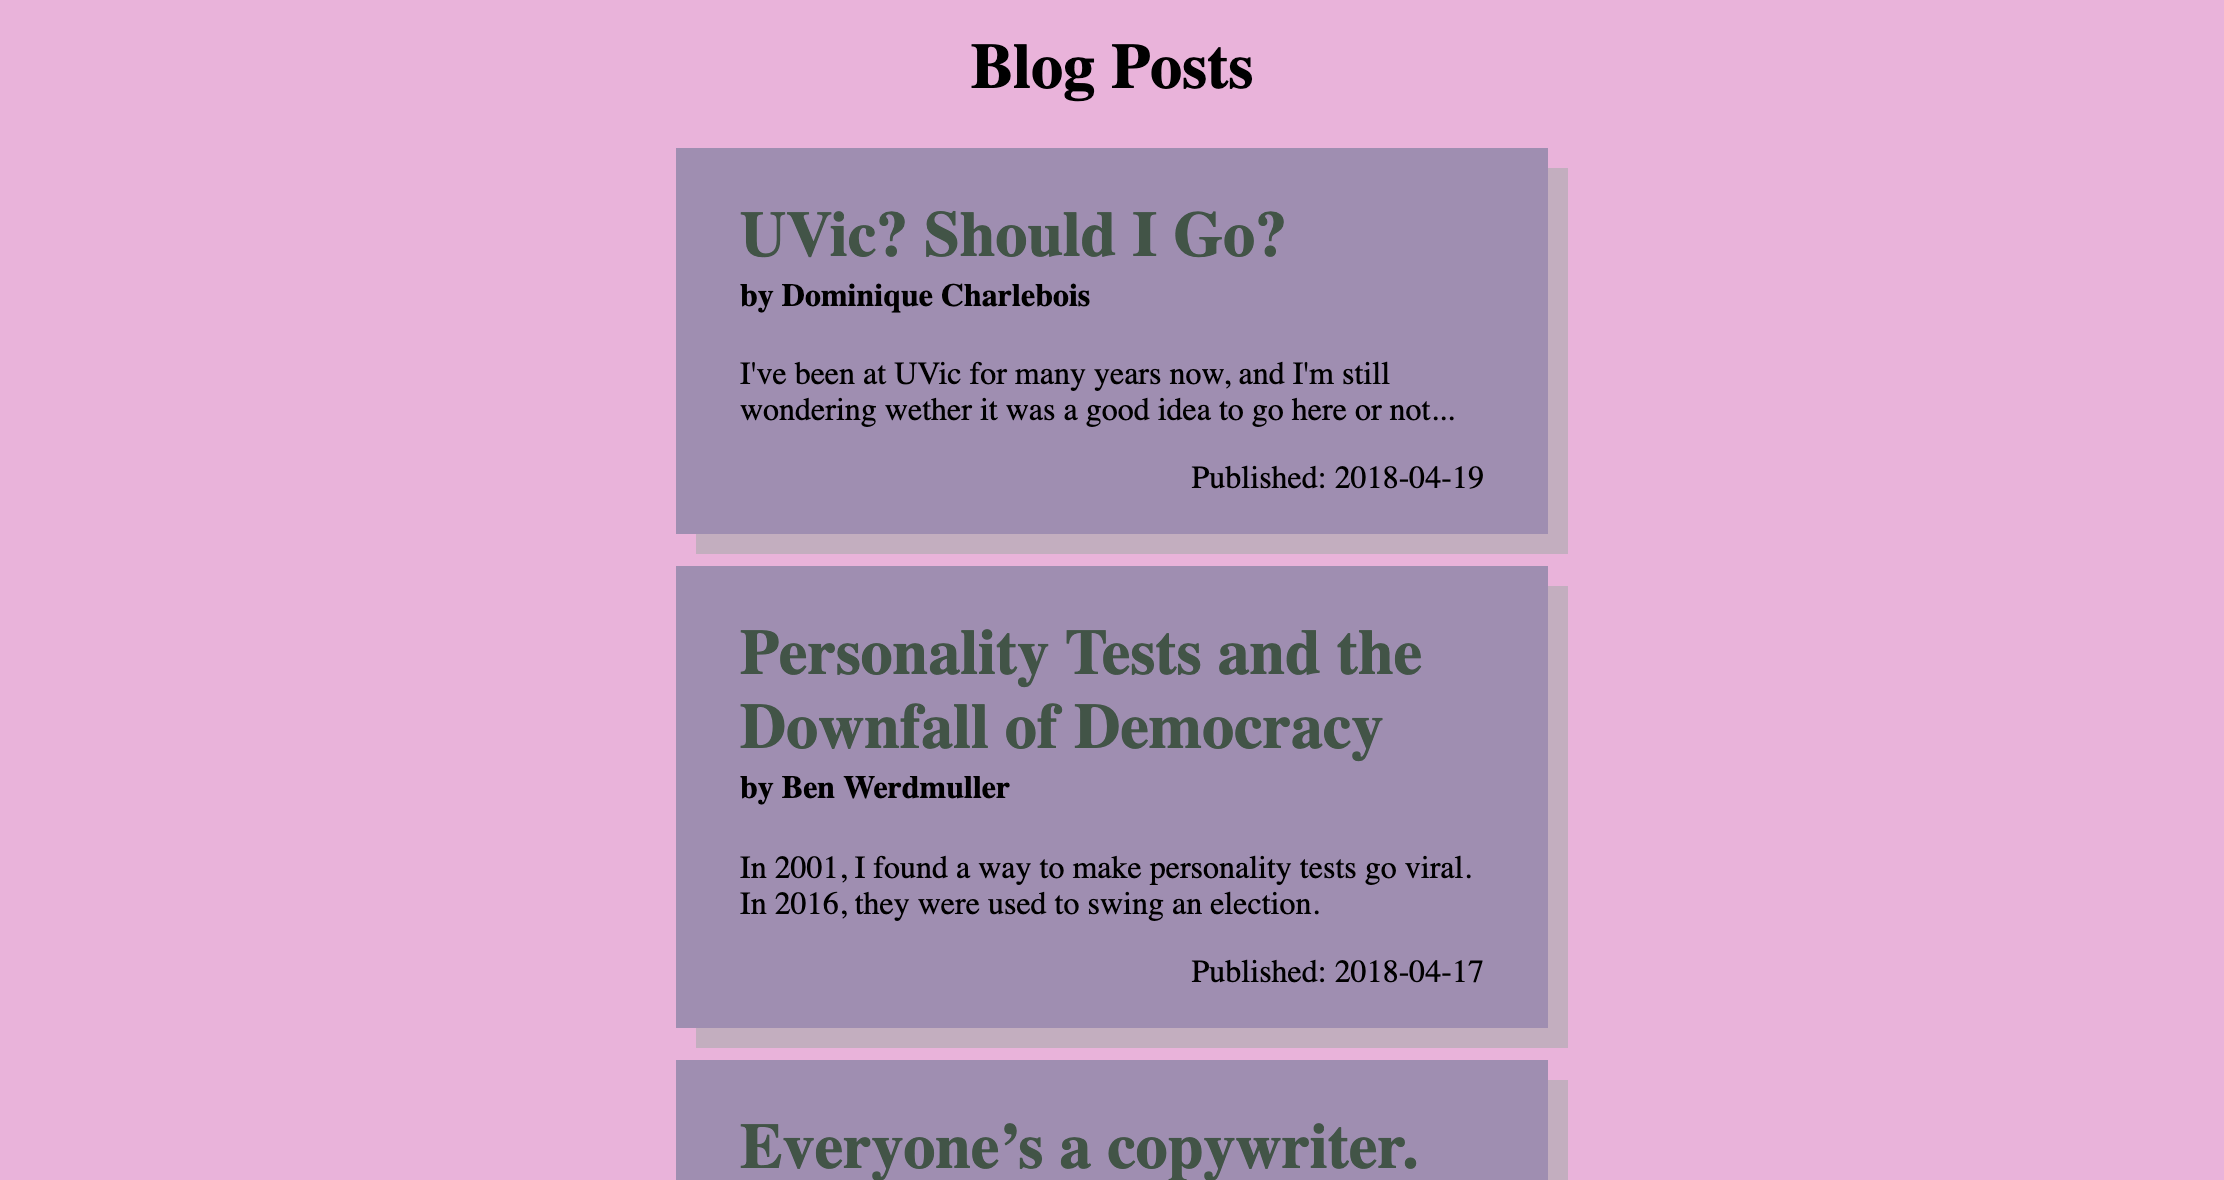 Blog Posts
UVic? Should I Go?
by Dominique Charlebois
I've been at UVic for many years now, and I'm still
wondering wether it was a good idea to go here or not...
Published: 2018-04-19
Personality Tests and the
Downfall of Democracy
by Ben Werdmuller
In 2001, I found a way to make personality tests go viral.
In 2016, they were used to swing an election.
Published: 2018-04-17
Everyone’s a copywriter.